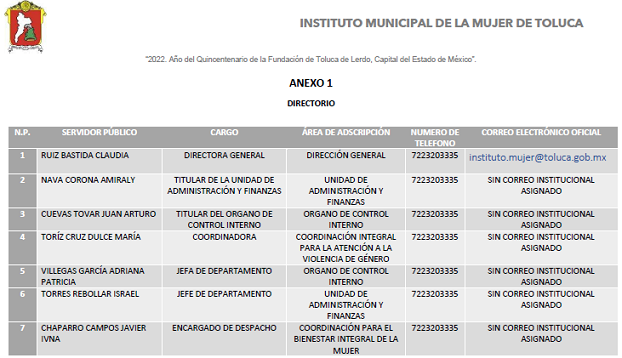 INSTITUTO MUNICIPAL DE LA MUJER DE TOLUCA
"2022. Año del Quincentenario de la Fundación de Toluca de Lerdo, Capital del Estado de México".
ANEXO 1
DIRECTORIO
N.P. SERVIDOR PÚBLICO CARGO ÁREA DE ADSCRIPCIÓN NUMERO DE TELEFONO CORREO ELECTRÓNICO OFICIAL
1 RUIZ BASTIDA CLAUDIA DIRECTORA GENERAL DIRECCIÓN GENERAL 7223203335 instituto.mujer@toluca.gob.mx
2 NAVA CORONA AMIRALY TITULAR DE LA UNIDAD DE ADMINISTRACIÓN Y FINANZAS UNIDAD DE ADMINISTRACIÓN Y FINANZAS 7223203335 SIN CORREO INSTITUCIONAL ASIGNADO
3 CUEVAS TOVAR JUAN ARTURO TITULAR DEL ORGANO DE CONTROL INTERNO ORGANO DE CONTROL INTERNO 7223203335 SIN CORREO INSTITUCIONAL ASIGNADO
4 TORÍZ CRUZ DULCE MARÍA COORDINADORA COORDINACIÓN INTEGRAL PARA LA ATENCIÓN A LA VIOLENCIA DE GÉNERO 7223203335 SIN CORREO INSTITUCIONAL ASIGNADO
5 VILLEGAS GARCÍA ADRIANA PATRICIA JEFA DE DEPARTAMENTO ORGANO DE CONTROL INTERNO 7223203335 SIN CORREO INSTITUCIONAL ASIGNADO
6 TORRES REBOLLAR ISRAEL JEFE DE DEPARTAMENTO UNIDAD DE ADMINISTRACIÓN Y FINANZAS 7223203335 SIN CORREO INSTITUCIONAL ASIGNADO
7 CHAPARRO CAMPOS JAVIER IVNA ENCARGADO DE DESPACHO COORDINACIÓN PARA EL BIENESTAR INTEGRAL DE LA MUJER 7223203335 SIN CORREO INSTITUCIONAL ASIGNADO